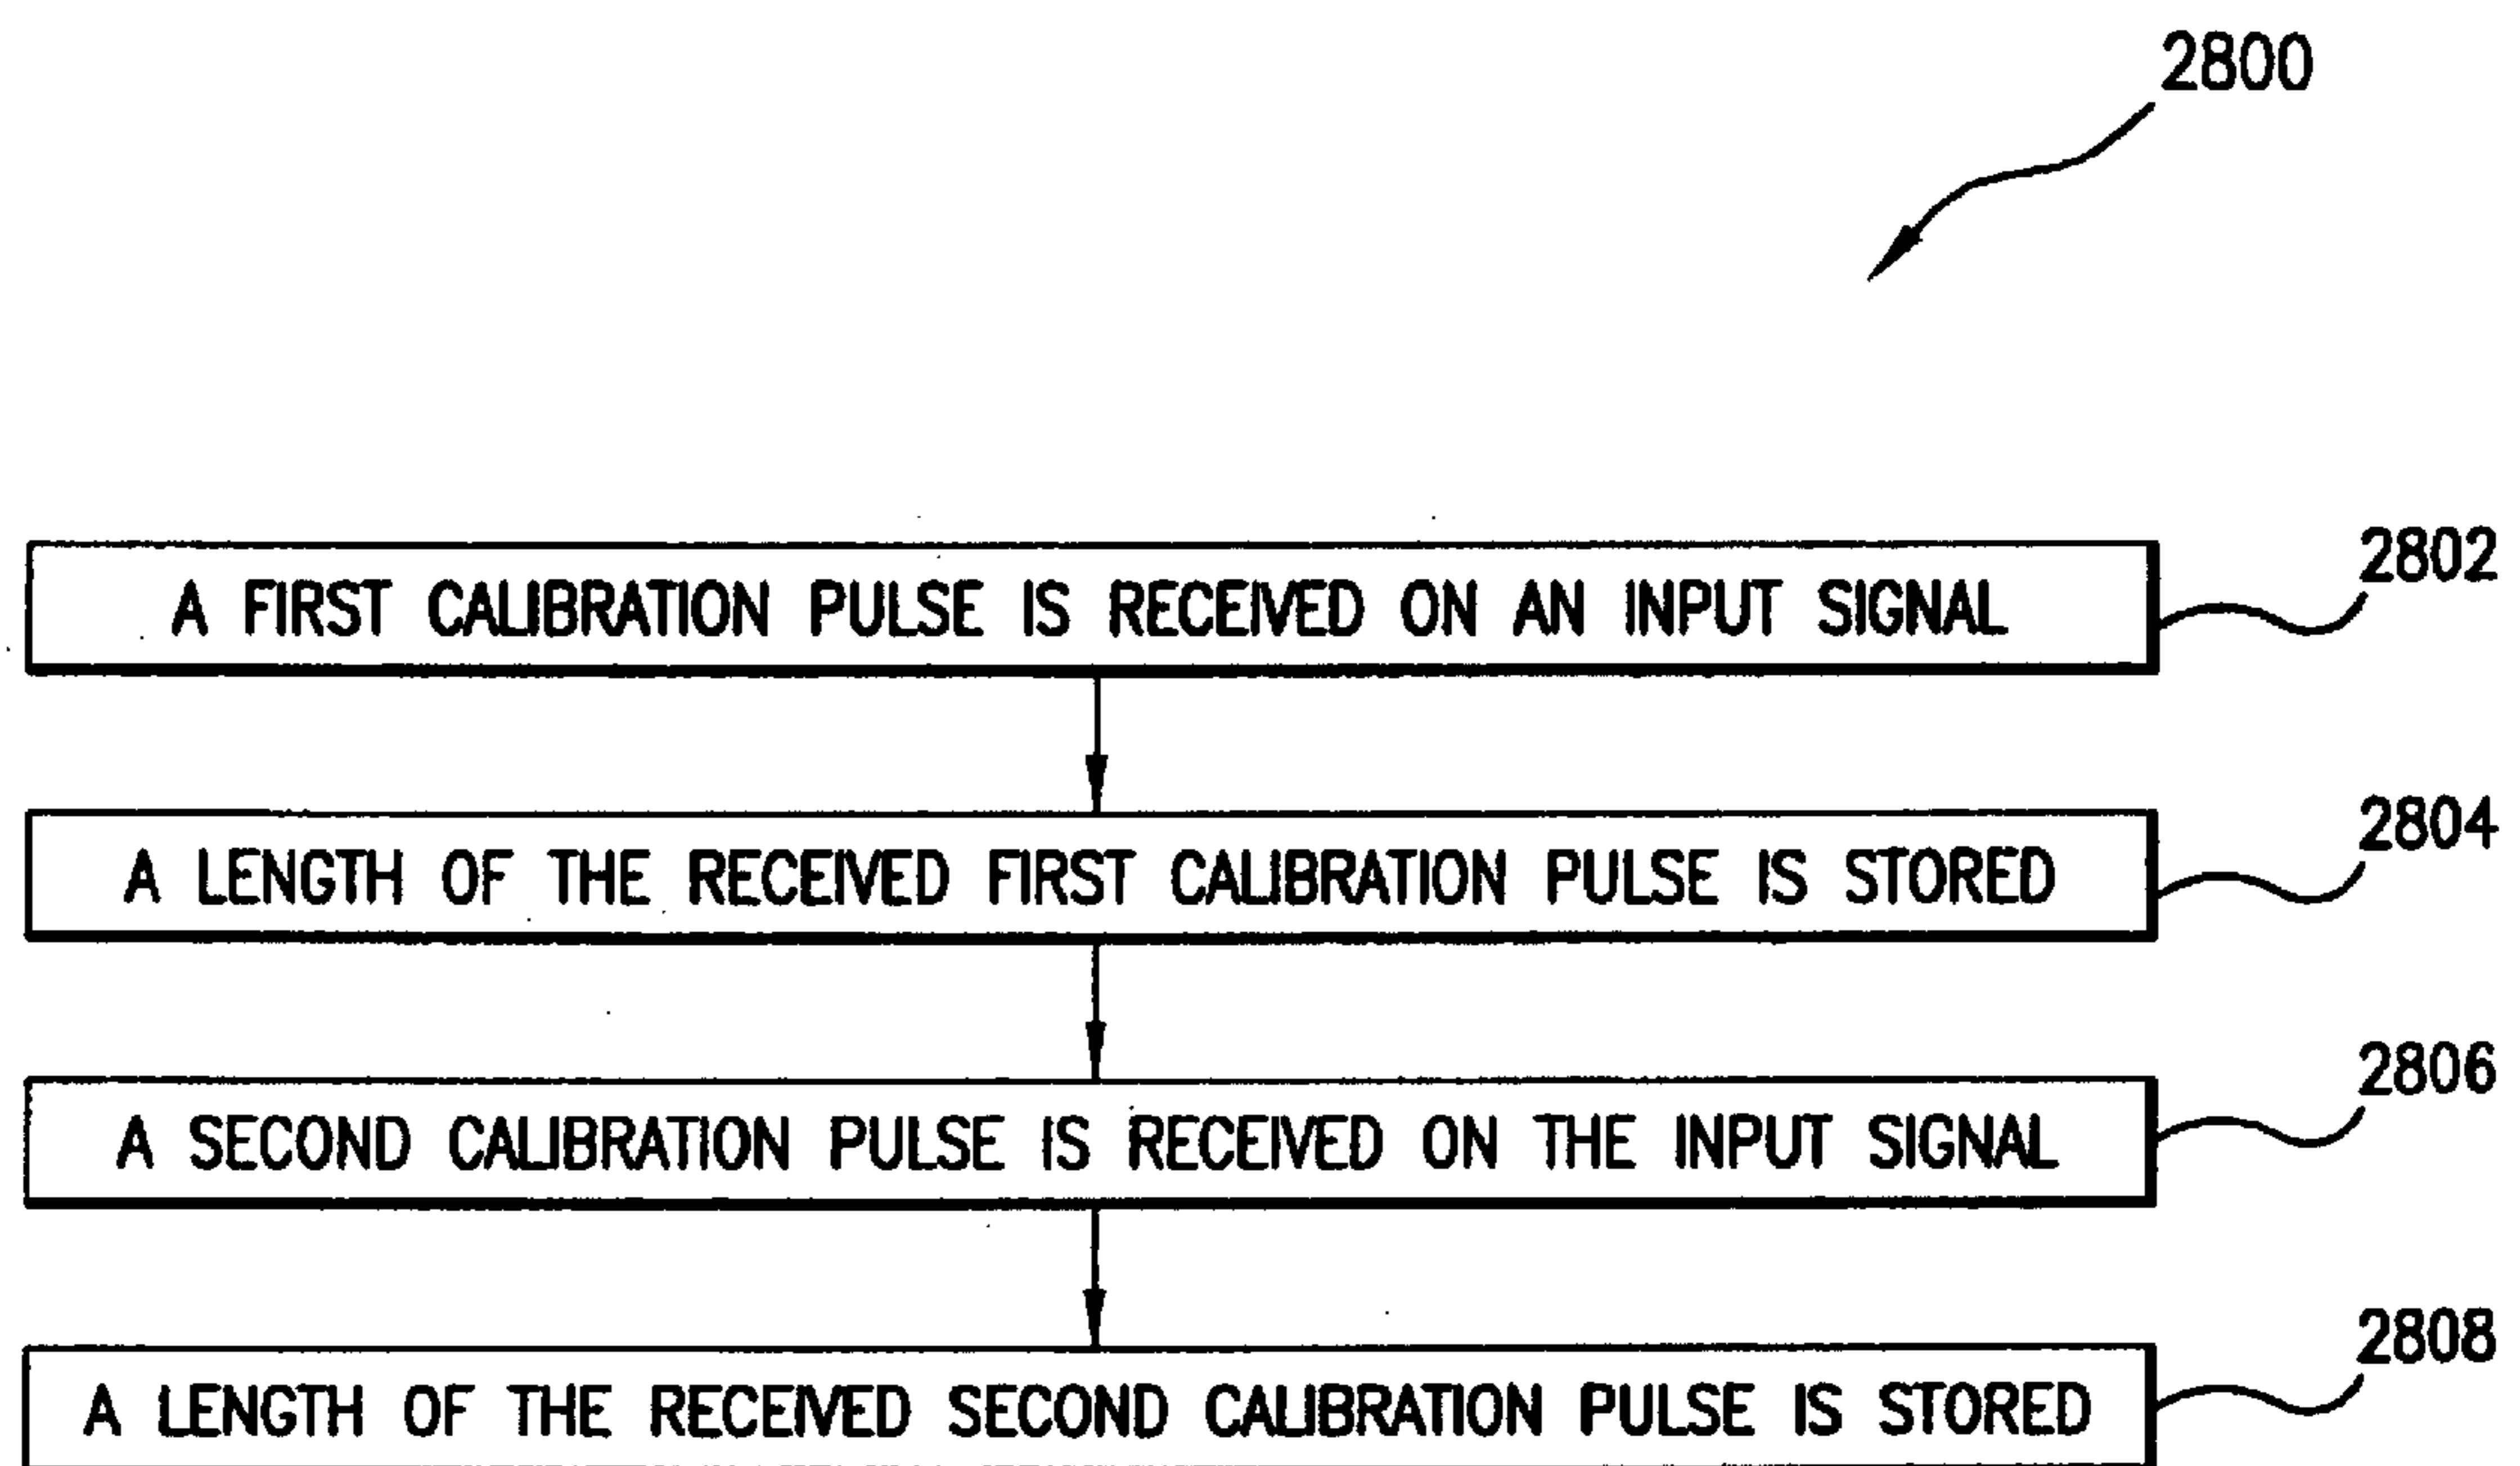 2800
A FIRST CALIBRATION PULSE IS RECEIVED ON AN INPUT SIGNAL
2802
A LENGTH OF THE RECEIVED FIRST CALIBRATION PULSE IS STORED
2804
A SECOND CALIBRATION PULSE IS RECEIVED ON THE INPUT SIGNAL
2806
A LENGTH OF THE RECEIVED SECOND CALIBRATION PULSE IS STORED
2808